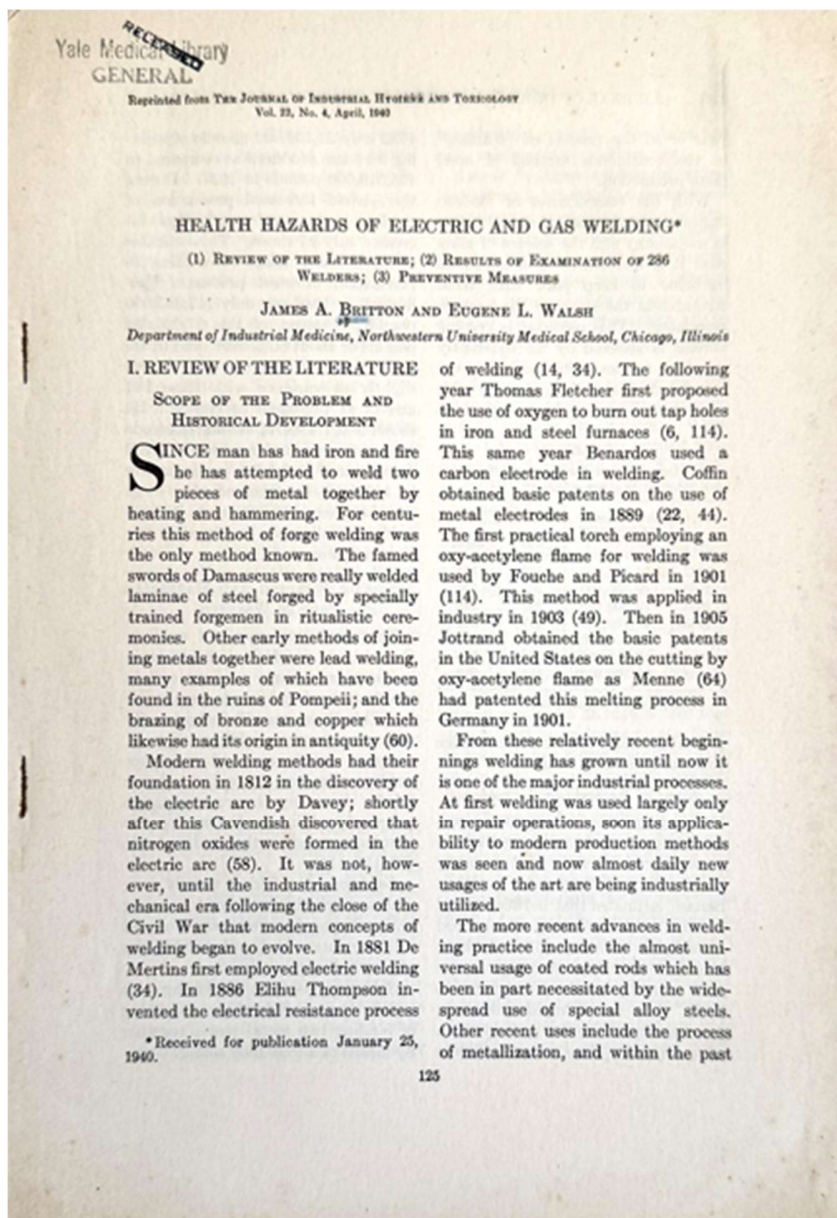 RELEASED
Yale Medical Library
GENERAL
Reprinted from THE JOURNAL OF INDUSTRIAL HYGIENE AND TOXICOLOGY
Vol. 22, No. 4, April, 1940
HEALTH HAZARDS OF ELECTRIC AND GAS WELDING*
(1) REVIEW OF THE LITERATURE; (2) RESULTS OF EXAMINATION OF 286
WELDERS; (3) PREVENTIVE MEASURES
JAMES A. BRITTON AND EUGENE L. WALSH
Department of Industrial Medicine, Northwestern University Medical School, Chicago, Illinois
I. REVIEW OF THE LITERATURE
SCOPE OF THE PROBLEM AND
HISTORICAL DEVELOPMENT
SINCE man has had iron and fire
he has attempted to weld two
pieces of metal together by
heating and hammering. For centu-
ries this method of forge welding was
the only method known. The famed
swords of Damascus were really welded
laminae of steel forged by specially
trained forgemen in ritualistic cere-
monies. Other early methods of join-
ing metals together were lead welding,
many examples of which have been
found in the ruins of Pompeii; and the
brazing of bronze and copper which
likewise had its origin in antiquity (60).
Modern welding methods had their
foundation in 1812 in the discovery of
the electric arc by Davey; shortly
after this Cavendish discovered that
nitrogen oxides were formed in the
electric arc (58). It was not, how-
ever, until the industrial and me-
chanical era following the close of the
Civil War that modern concepts of
welding began to evolve. In 1881 De
Mertins first employed electric welding
(34). In 1886 Elihu Thompson in-
vented the electrical resistance process
*Received for publication January 25,
1940.
of welding (14, 34). The following
year Thomas Fletcher first proposed
the use of oxygen to burn out tap holes
in iron and steel furnaces (6, 114).
This same year Benardos used a
carbon electrode in welding. Coffin
obtained basic patents on the use of
metal electrodes in 1889 (22, 44).
The first practical torch employing an
oxy-acetylene flame for welding was
used by Fouche and Picard in 1901
(114). This method was applied in
industry in 1903 (49). Then in 1905
Jottrand obtained the basic patents
in the United States on the cutting by
oxy-acetylene flame as Menne (64)
had patented this melting process in
Germany in 1901.
From these relatively recent begin-
nings welding has grown until now it
is one of the major industrial processes.
At first welding was used largely only
in repair operations, soon its applica-
bility to modern production methods
was seen and now almost daily new
usages of the art are being industrially
utilized.
The more recent advances in weld-
ing practice include the almost uni-
versal usage of coated rods which has
been in part necessitated by the wide-
spread use of special alloy steels.
Other recent uses include the process
of metallization, and within the past
125